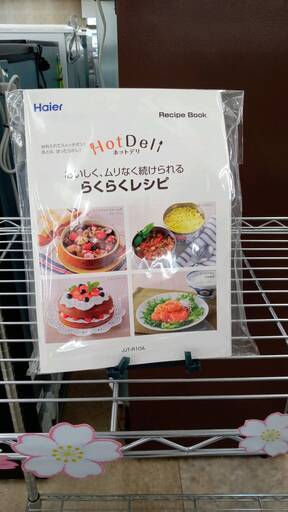 Haier
Recipe Book
HotDeli
ホットデリ
おいしく、ムリなく続けられる
らくらくレシピ
JJT-R10A